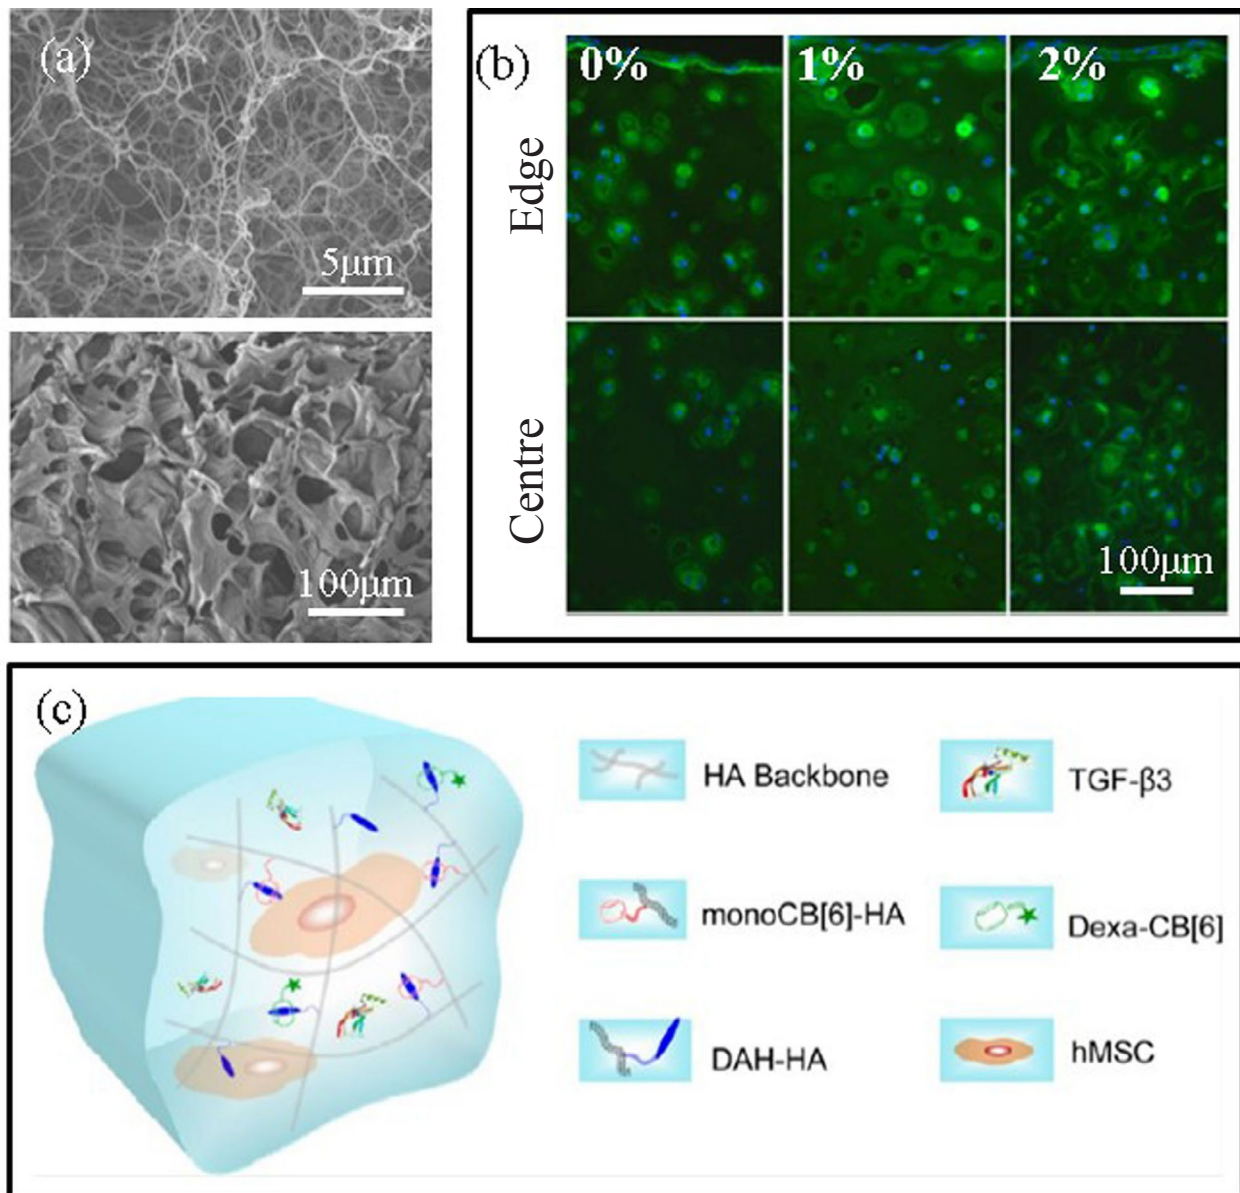 (a)
5μm
100μm
(b)
0%
1%
2%
Edge
Centre
100μm
(c)
HA Backbone
TGF-β3
monoCB[6]-HA
Dexa-CB[6]
DAH-HA
hMSC